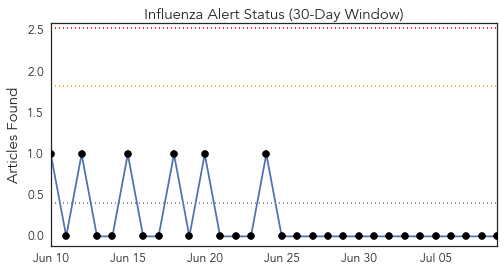 Influenza Alert Status (30-Day Window)
Articles Found
2.5
2.0
1.5
1.0
0.5
0.0
Jun 10
Jun 15
Jun 20
Jun 25
Jun 30
Jul 05